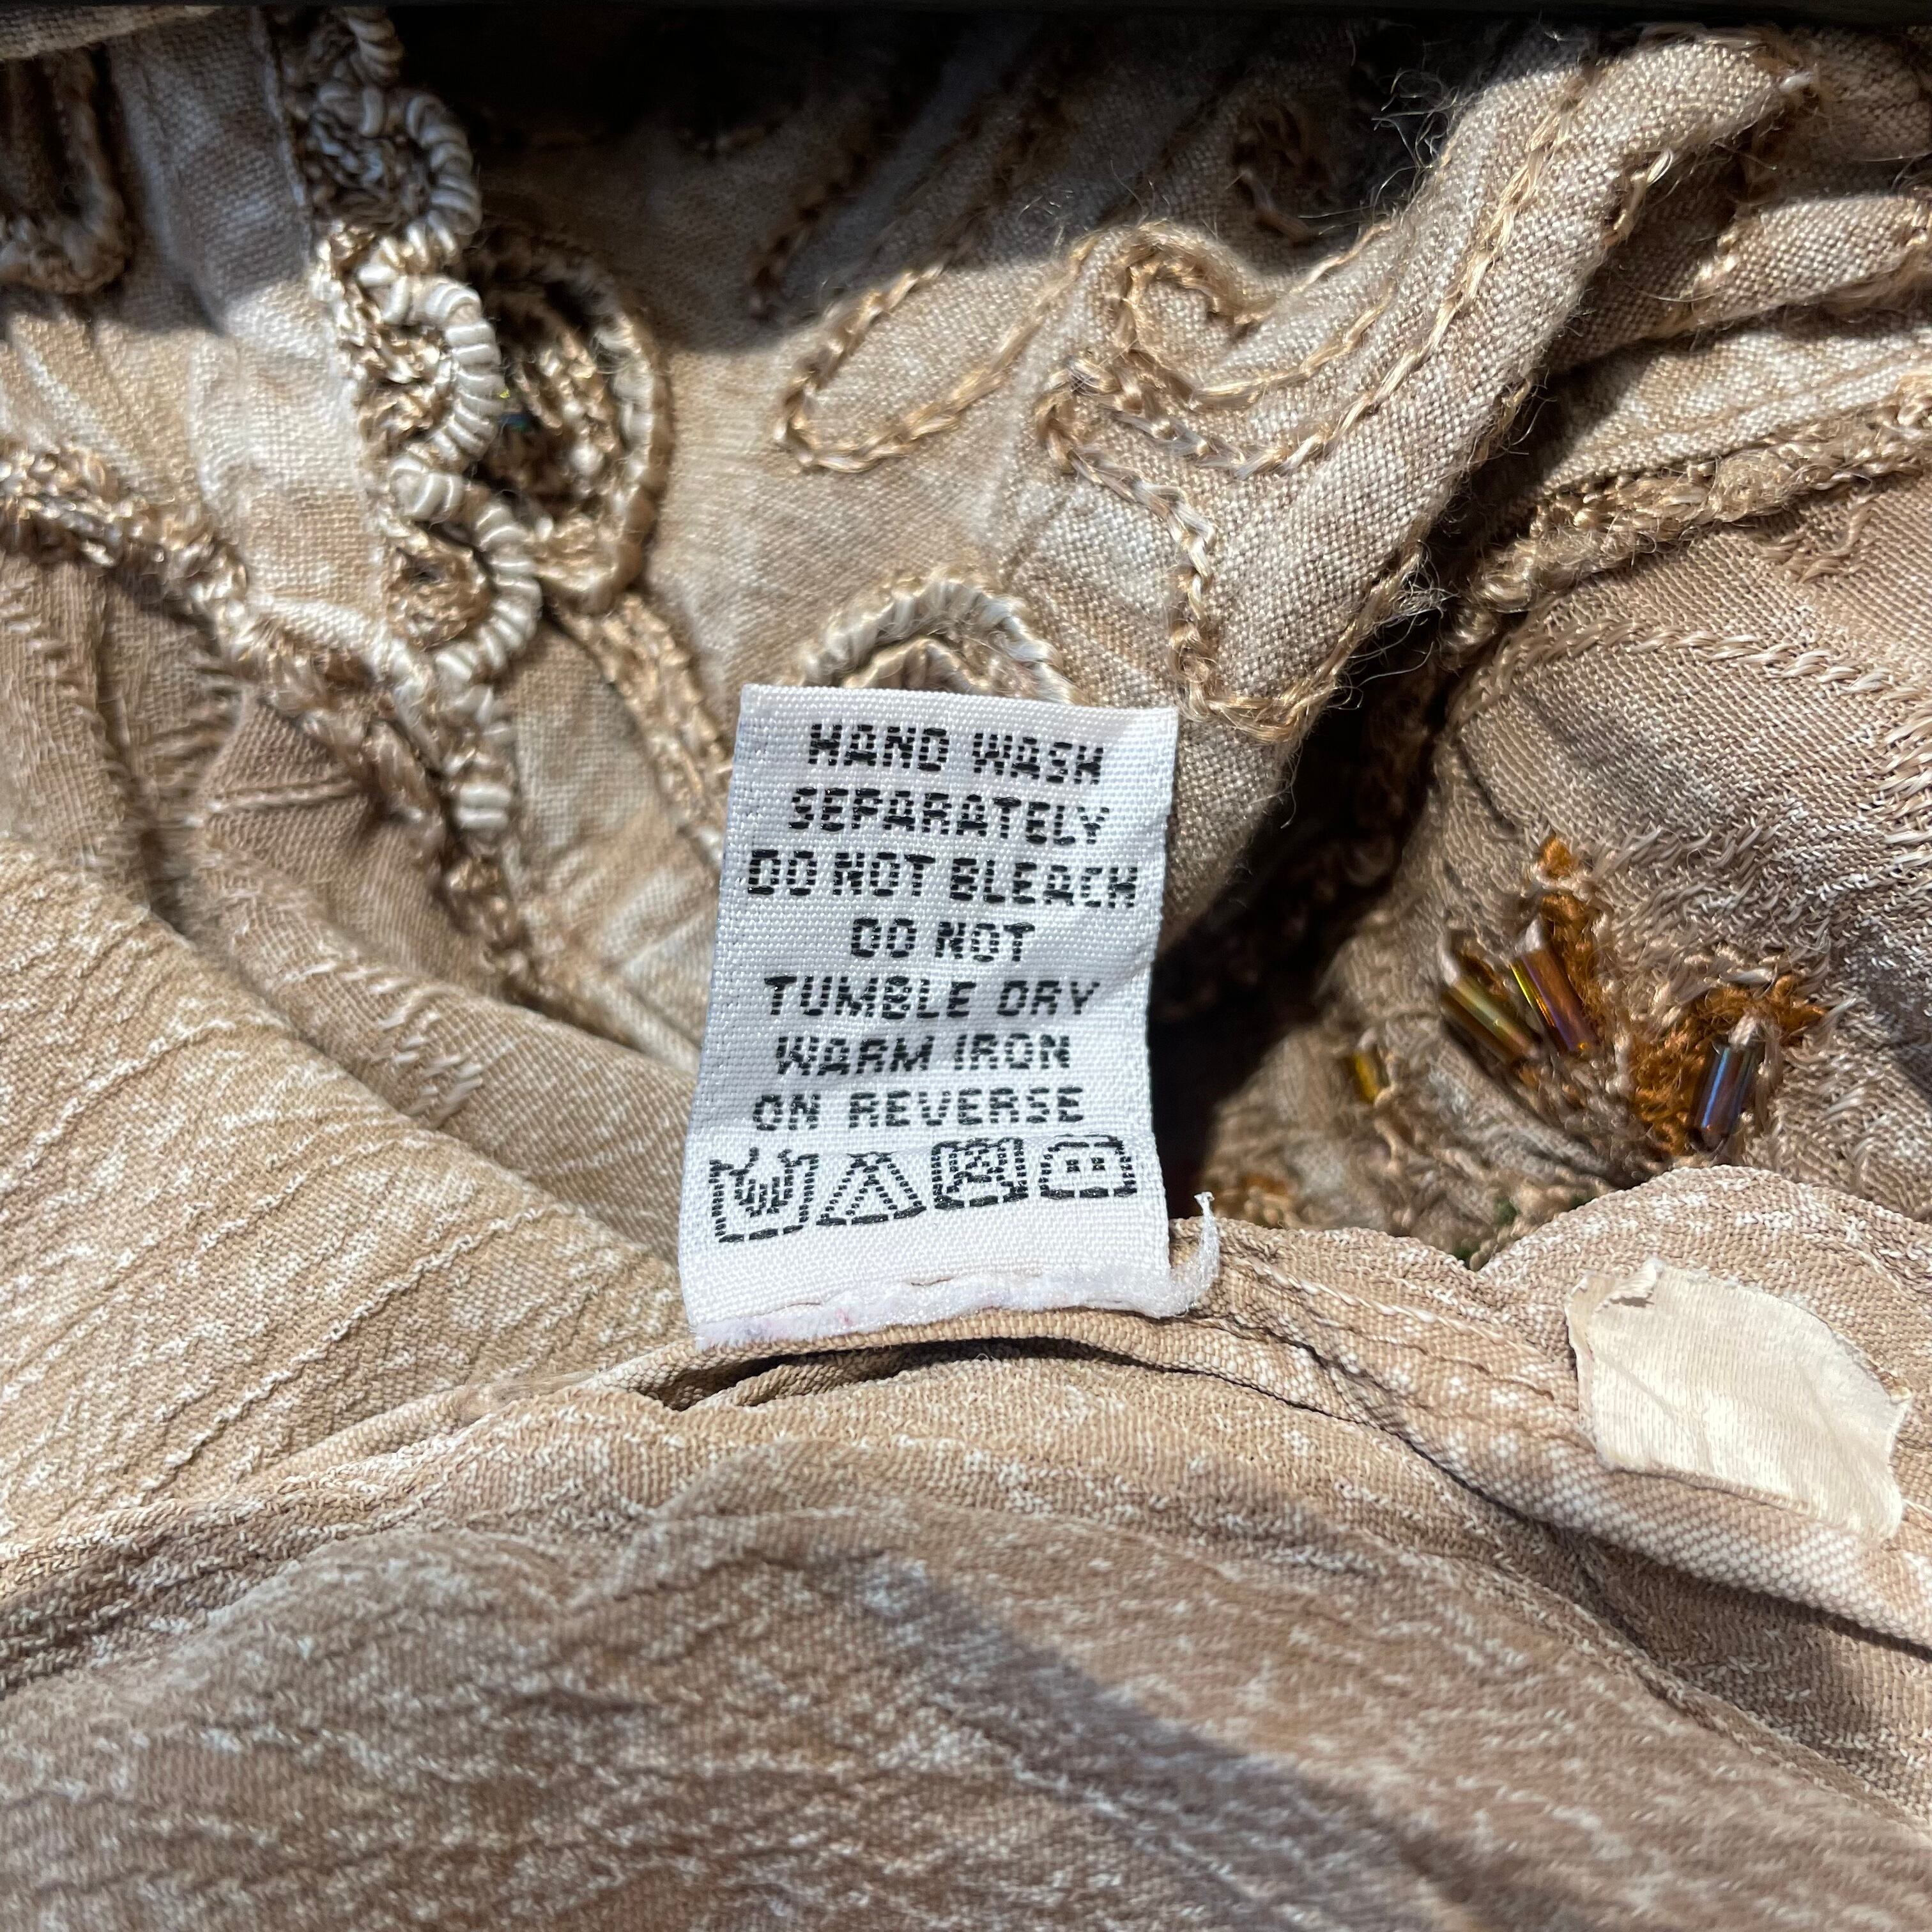 HAND WASH
SEPARATELY
DO NOT BLEACH
DO NOT
TUMBLE DRY
WARM IRON
ON REVERSE